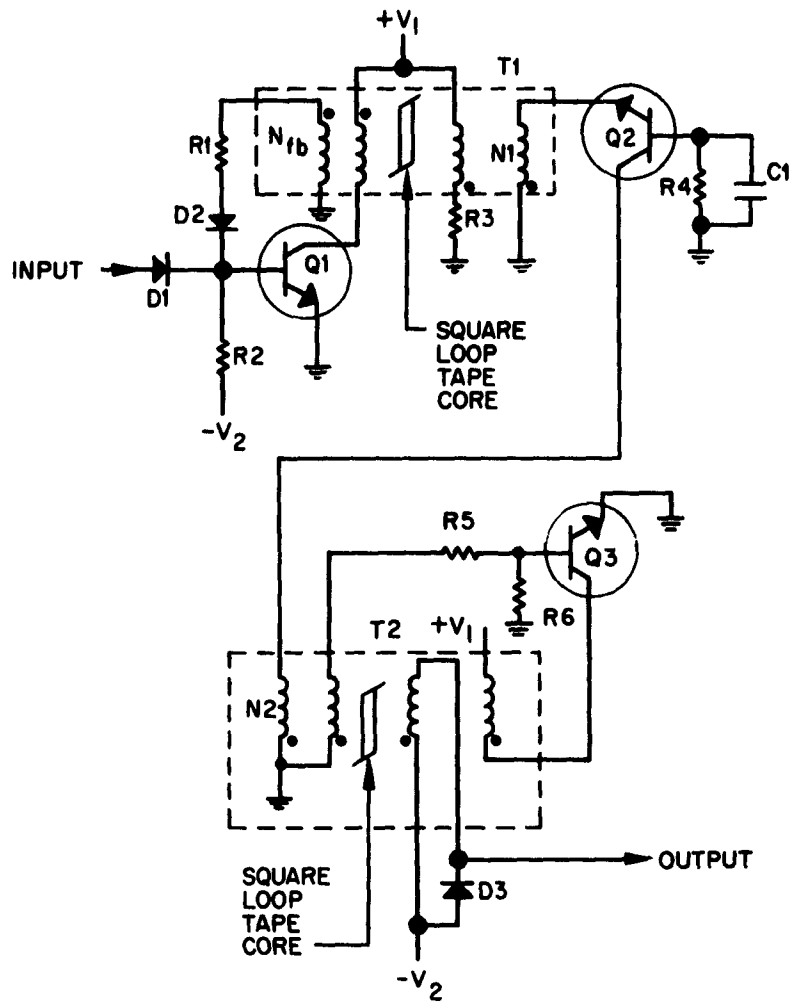 +V1
T1
Nfb
R1
N1
Q2
R4
C1
D2
R3
INPUT
D1
Q1
R2
SQUARE
LOOP
TAPE
CORE
-V2
R5
Q3
R6
T2
+V1
N2
OUTPUT
D3
SQUARE
LOOP
TAPE
CORE
-V2